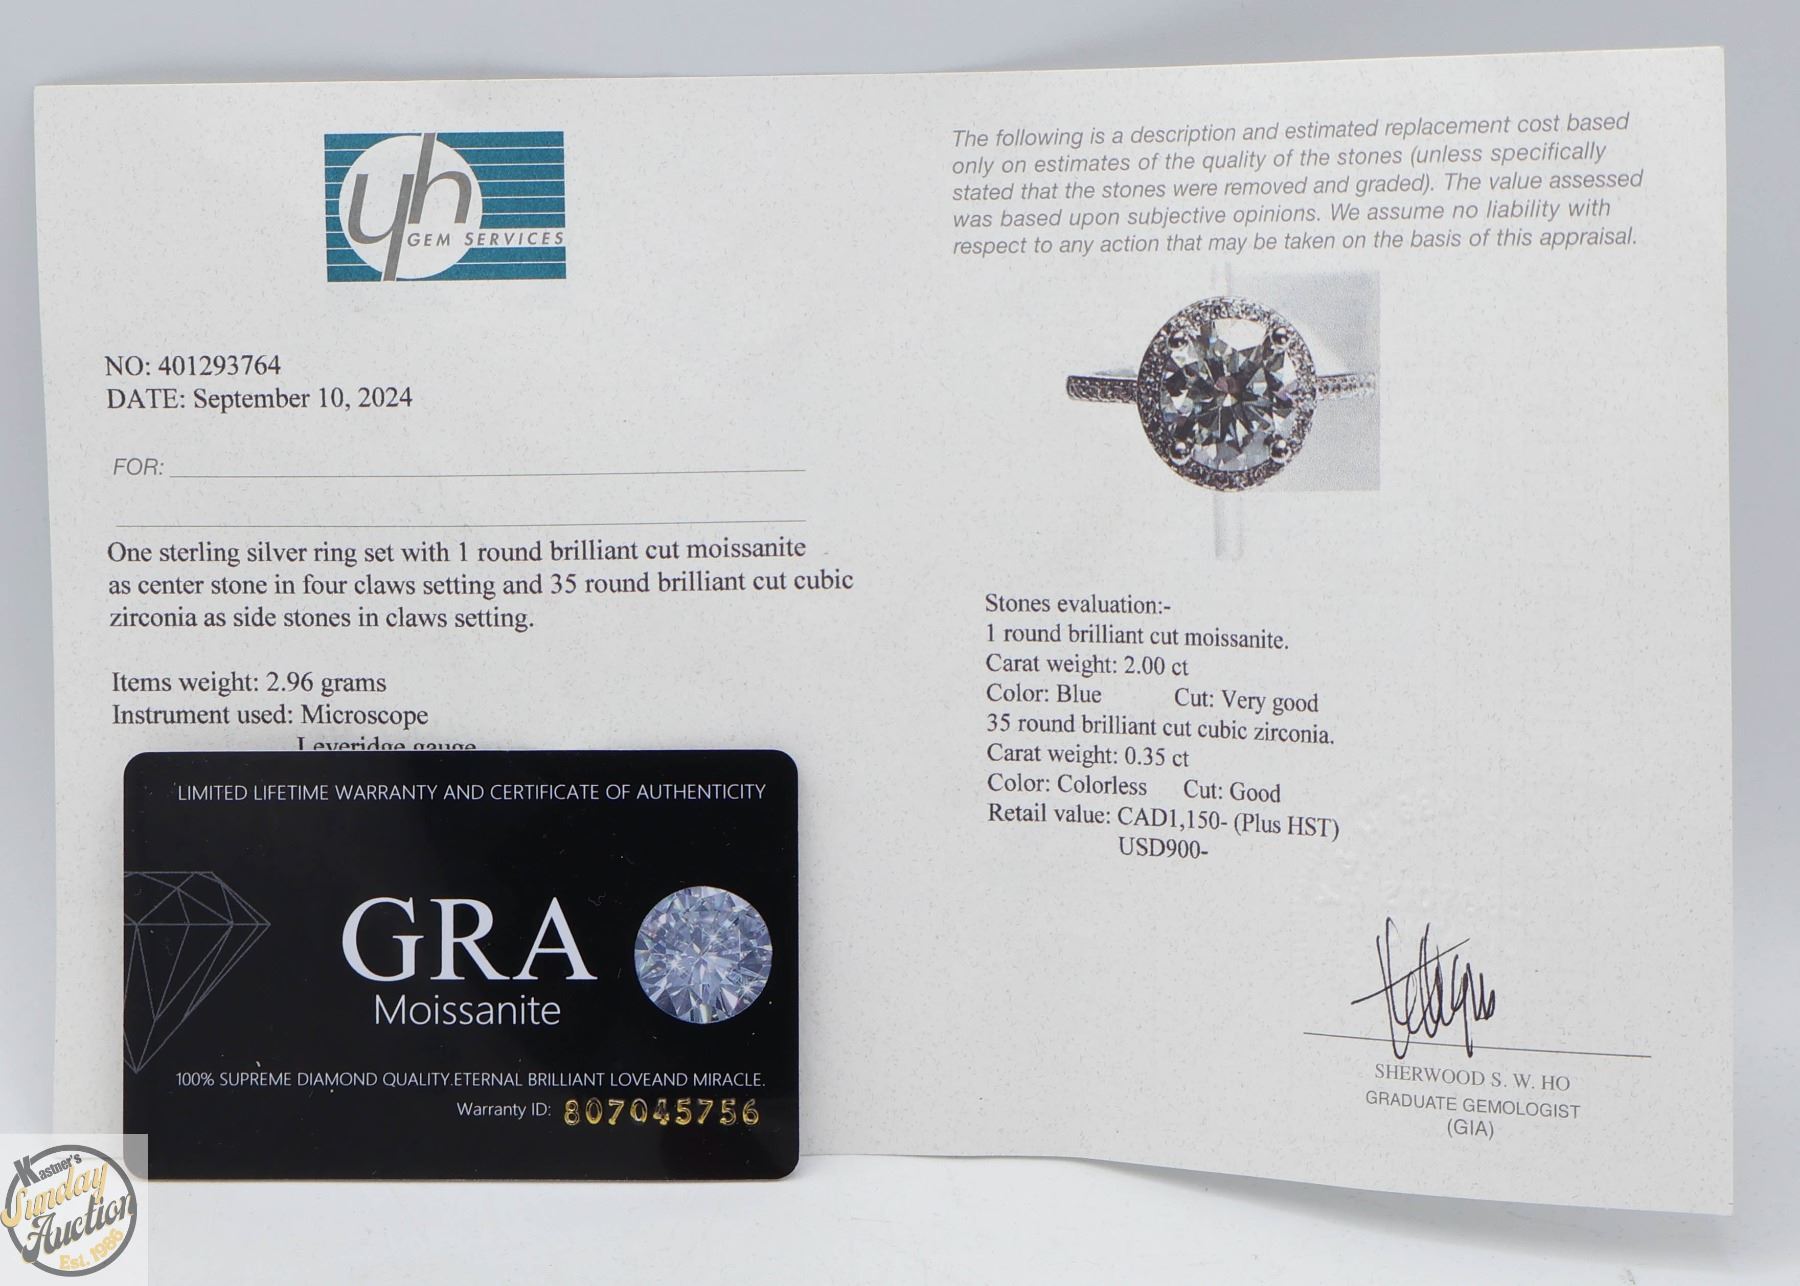 yh
GEM SERVICES
NO: 401293764
DATE: September 10, 2024
FOR:
One sterling silver ring set with 1 round brilliant cut moissanite
as center stone in four claws setting and 35 round brilliant cut cubic
zirconia as side stones in claws setting.
Items weight: 2.96 grams
Instrument used: Microscope
Leveridge gauge
The following is a description and estimated replacement cost based
only on estimates of the quality of the stones (unless specifically
stated that the stones were removed and graded). The value assessed
was based upon subjective opinions. We assume no liability with
respect to any action that may be taken on the basis of this appraisal.
Stones evaluation:-
1 round brilliant cut moissanite.
Carat weight: 2.00 ct
Color: Blue Cut: Very good
35 round brilliant cut cubic zirconia.
Carat weight: 0.35 ct
Color: Colorless Cut: Good
Retail value: CAD1,150- (Plus HST)
USD900-
SHERWOOD S. W. HO
GRADUATE GEMOLOGIST
(GIA)
LIMITED LIFETIME WARRANTY AND CERTIFICATE OF AUTHENTICITY
GRA
Moissanite
100% SUPREME DIAMOND QUALITY.ETERNAL BRILLIANT LOVEAND MIRACLE.
Warranty ID: 807045756
Kastner's
Sunday
Auction
Est. 1986